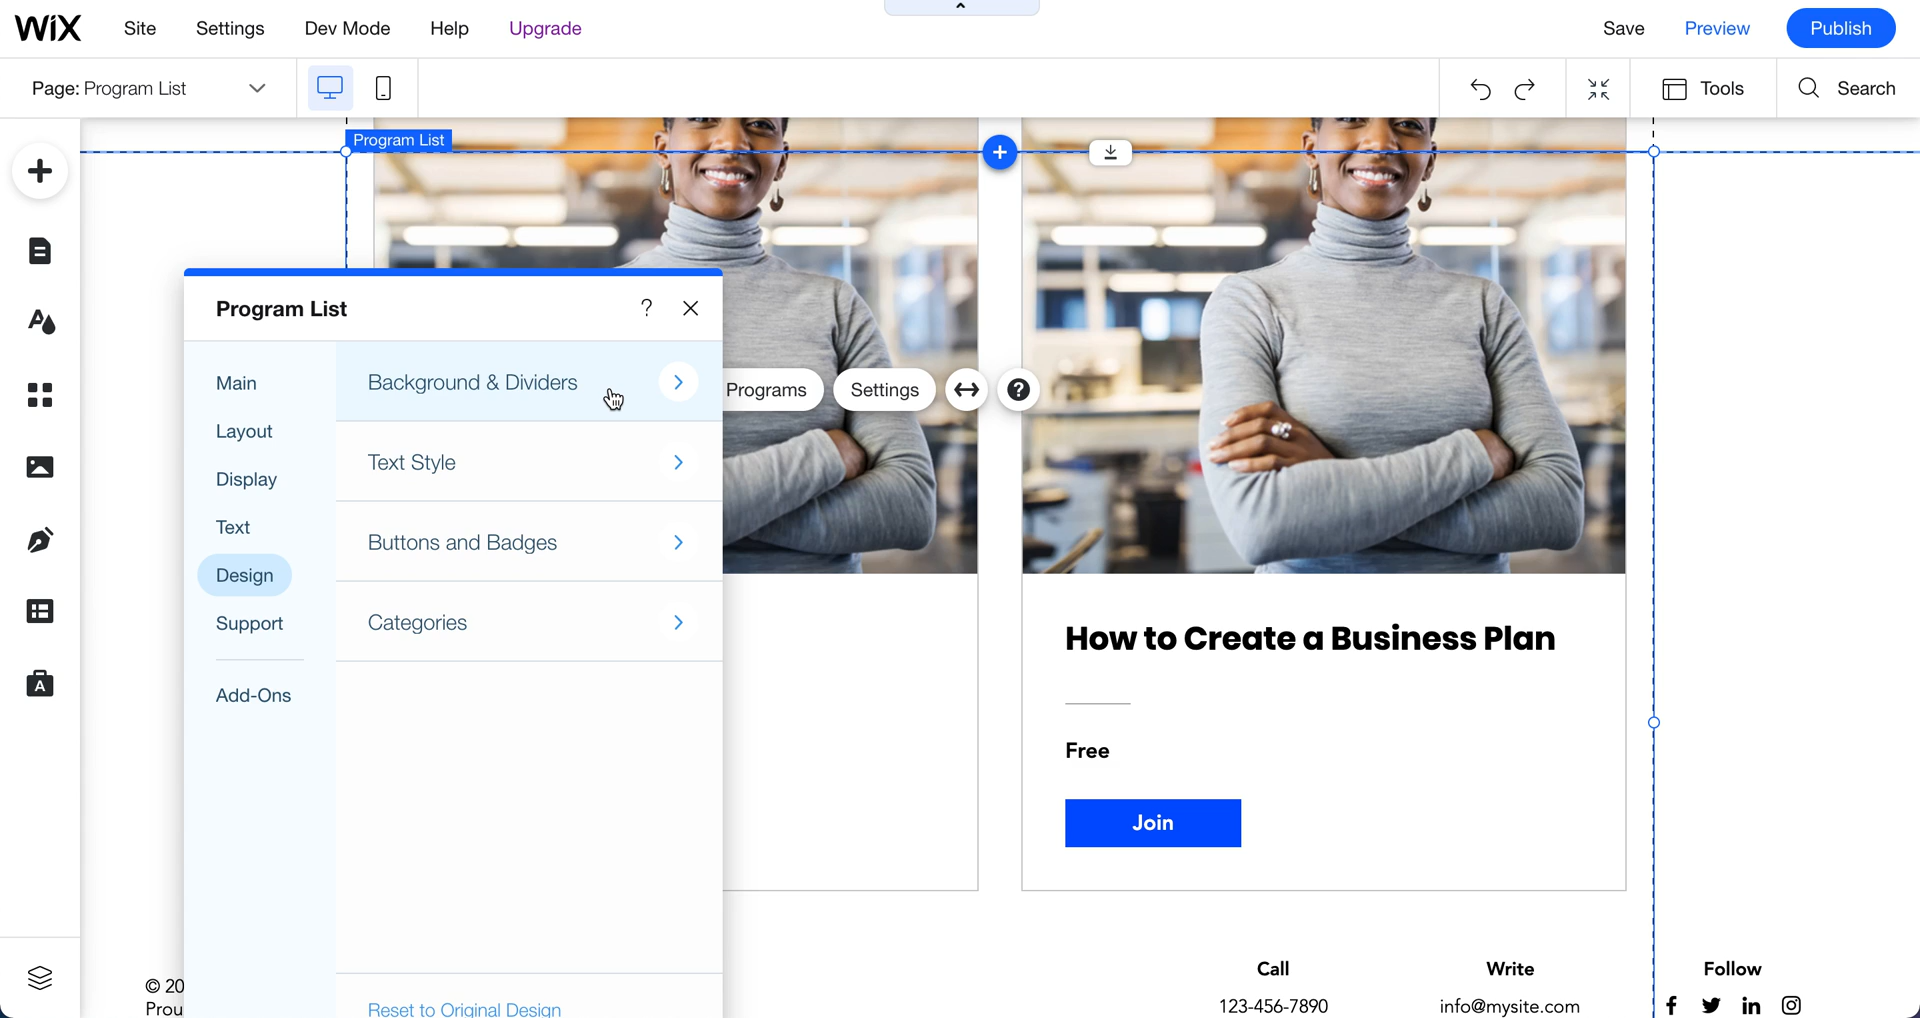 WiX Site Settings Dev Mode Help Upgrade Save Preview Publish
Page: Program List Tools Search
Program List
Program List ?
Main
Layout
Display
Text
Design
Support
Add-Ons
Background & Dividers
Text Style
Buttons and Badges
Categories
Reset to Original Design
Programs Settings ?
How to Create a Business Plan
Free
Join
© 20
Prou
Call
123-456-7890
Write
info@mysite.com
Follow